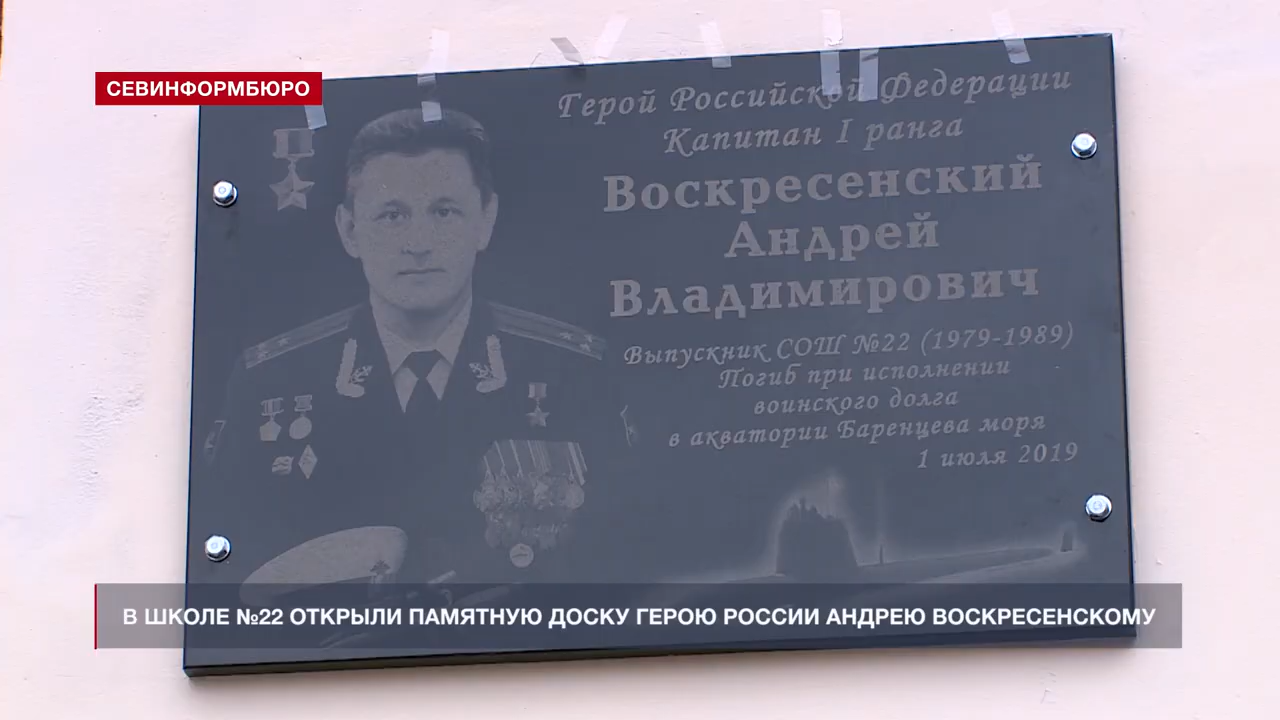 СЕВИНФОРМБЮРО
Герой Российской Федерации
Капитан I ранга
Воскресенский
Андрей
Владимирович
Выпускник СОШ №22 (1979-1989)
Погиб при исполнении
воинского долга
в акватории Баренцева моря
1 июля 2019
В ШКОЛЕ №22 ОТКРЫЛИ ПАМЯТНУЮ ДОСКУ ГЕРОЮ РОССИИ АНДРЕЮ ВОСКРЕСЕНСКОМУ